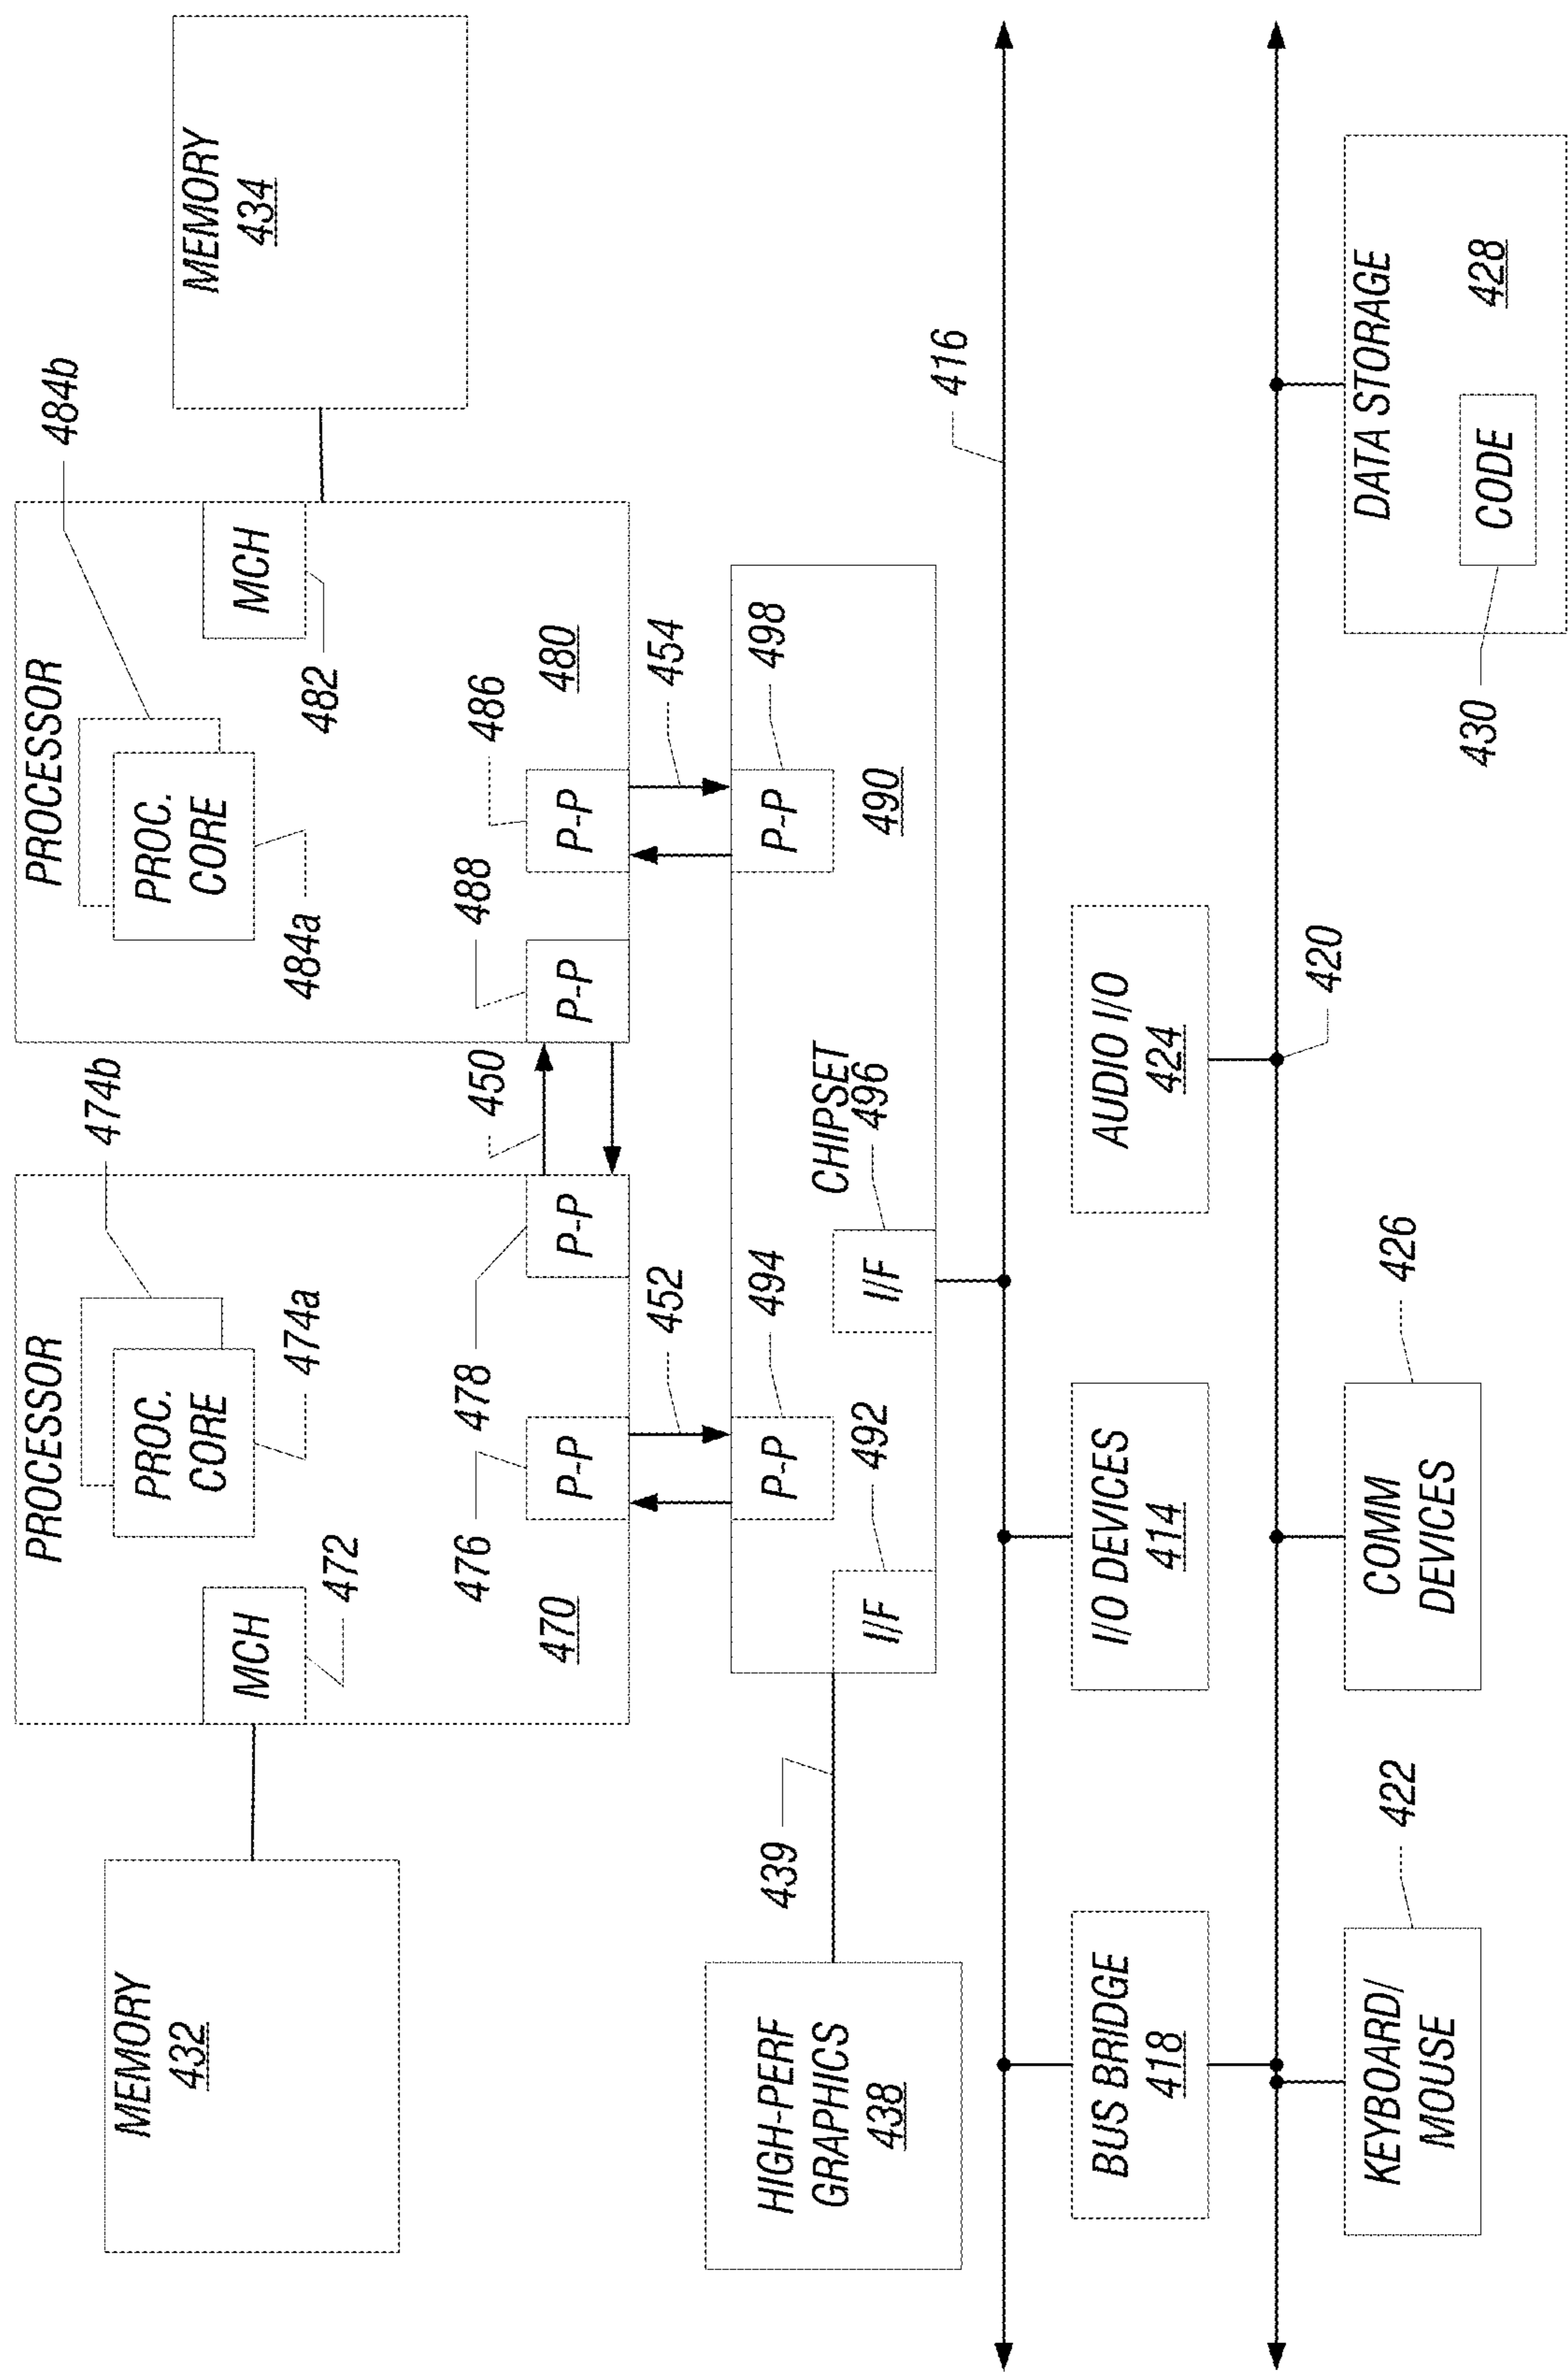 PROCESSOR
PROCESSOR
474b
484b
MEMORY
432
MCH
472
PROC.
CORE
474a
PROC.
CORE
484a
MCH
482
MEMORY
434
470
476
478
P-P
P-P
450
488
486
P-P
P-P
480
452
454
HIGH-PERF
GRAPHICS
438
439
P-P
494
P-P
498
I/F
492
I/F
CHIPSET
496
490
416
BUS BRIDGE
418
I/O DEVICES
414
AUDIO I/O
424
420
KEYBOARD/
MOUSE
422
COMM
DEVICES
426
DATA STORAGE
428
CODE
430